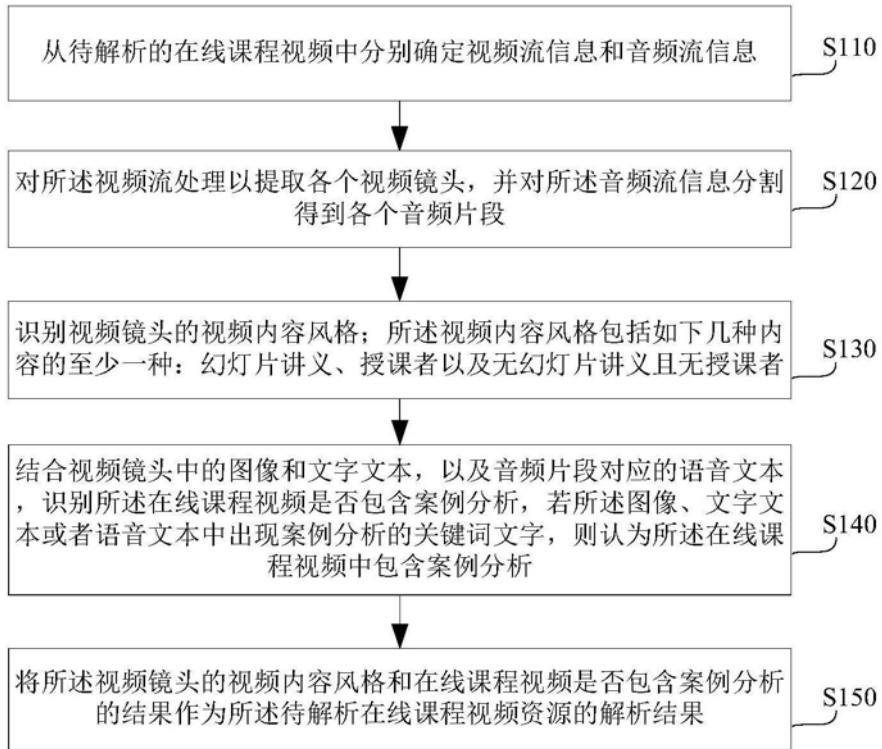 从待解析的在线课程视频中分别确定视频流信息和音频流信息
S110
对所述视频流处理以提取各个视频镜头，并对所述音频流信息分割
得到各个音频片段
S120
识别视频镜头的视频内容风格；所述视频内容风格包括如下几种内
容的至少一种：幻灯片讲义、授课者以及无幻灯片讲义且无授课者
S130
结合视频镜头中的图像和文字文本，以及音频片段对应的语音文本
，识别所述在线课程视频是否包含案例分析，若所述图像、文字文
本或者语音文本中出现案例分析的关键词文字，则认为所述在线课
程视频中包含案例分析
S140
将所述视频镜头的视频内容风格和在线课程视频是否包含案例分析
的结果作为所述待解析在线课程视频资源的解析结果
S150